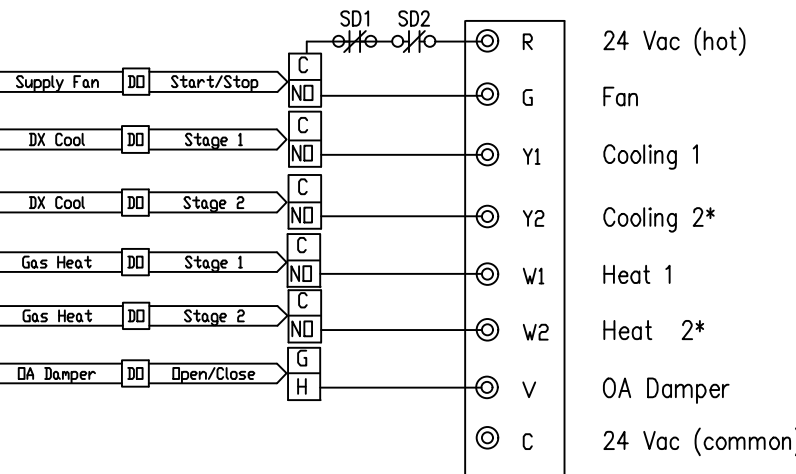 SD1 SD2
R 24 Vac (hot)
C
Supply Fan DO Start/Stop
NO G Fan
C
DX Cool DO Stage 1
NO Y1 Cooling 1
C
DX Cool DO Stage 2
NO Y2 Cooling 2*
C
Gas Heat DO Stage 1
NO W1 Heat 1
C
Gas Heat DO Stage 2
NO W2 Heat 2*
G
OA Damper DO Open/Close
H V OA Damper
C 24 Vac (common)